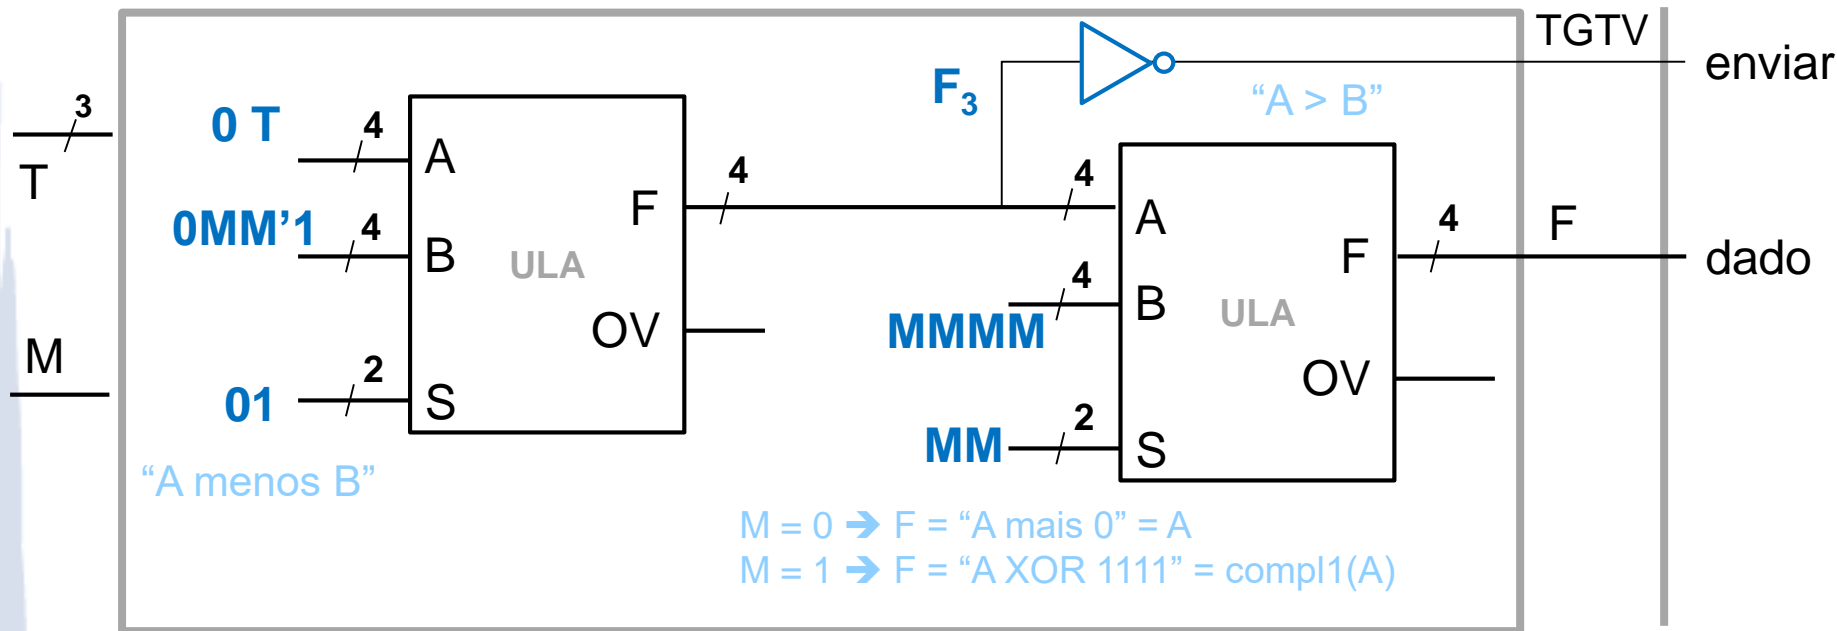 TGTV
enviar
3
T
0 T
4
A
F₃
"A > B"
0MM'1
4
B
ULA
F
4
4
A
F
4
F
dado
OV
4
B
ULA
MMMM
M
01
2
S
OV
MM
2
S
"A menos B"
M = 0 ➔ F = "A mais 0" = A
M = 1 ➔ F = "A XOR 1111" = compl1(A)